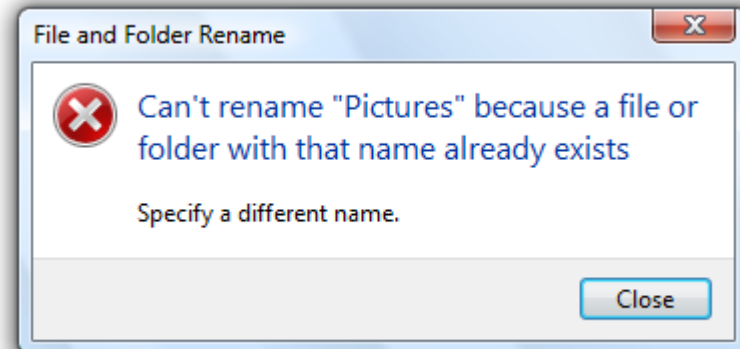 File and Folder Rename
Can't rename "Pictures" because a file or
folder with that name already exists
Specify a different name.
Close